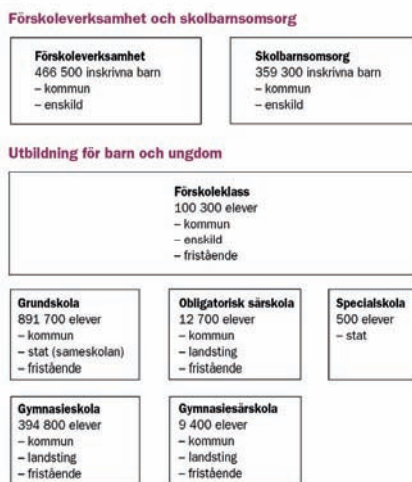 Förskoleverksamhet och skolbarnsomsorg
Förskoleverksamhet
466 500 inskrivna barn
– kommun
– enskild
Skolbarnsomsorg
359 300 inskrivna barn
– kommun
– enskild
Utbildning för barn och ungdom
Förskoleklass
100 300 elever
– kommun
– enskild
– fristående
Grundskola
891 700 elever
– kommun
– stat (sameskolan)
– fristående
Obligatorisk särskola
12 700 elever
– kommun
– landsting
– fristående
Specialskola
500 elever
– stat
Gymnasieskola
394 800 elever
– kommun
– landsting
– fristående
Gymnasiesärskola
9 400 elever
– kommun
– landsting
– fristående